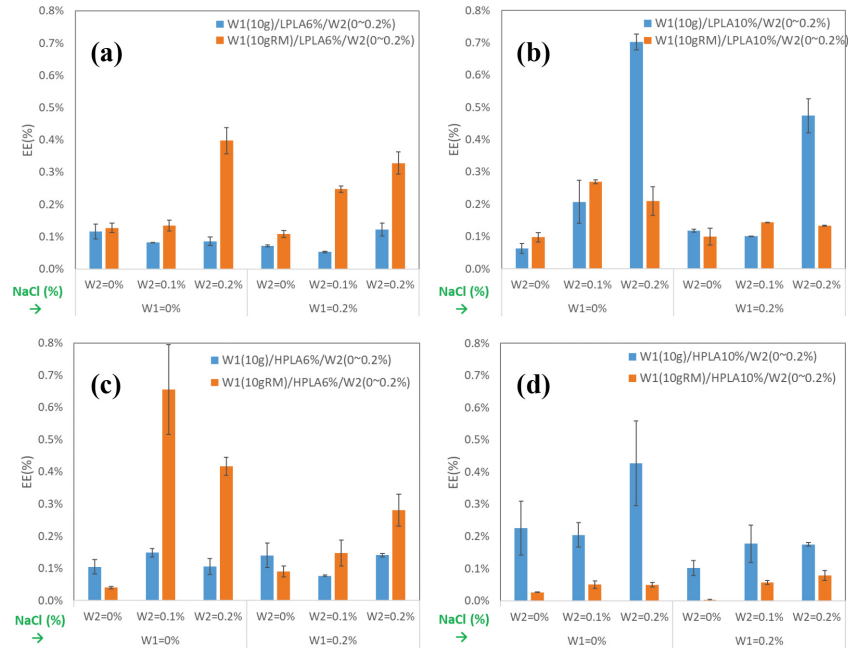 (a)
W1(10g)/LPLA6%/W2(0~0.2%)
W1(10gRM)/LPLA6%/W2(0~0.2%)
EE(%)
0.8%
0.7%
0.6%
0.5%
0.4%
0.3%
0.2%
0.1%
0.0%
NaCl (%)
→
W2=0% W2=0.1% W2=0.2% W2=0% W2=0.1% W2=0.2%
W1=0% W1=0.2%
(b)
W1(10g)/LPLA10%/W2(0~0.2%)
W1(10gRM)/LPLA10%/W2(0~0.2%)
EE(%)
0.8%
0.7%
0.6%
0.5%
0.4%
0.3%
0.2%
0.1%
0.0%
NaCl (%)
→
W2=0% W2=0.1% W2=0.2% W2=0% W2=0.1% W2=0.2%
W1=0% W1=0.2%
(c)
W1(10g)/HPLA6%/W2(0~0.2%)
W1(10gRM)/HPLA6%/W2(0~0.2%)
EE(%)
0.8%
0.7%
0.6%
0.5%
0.4%
0.3%
0.2%
0.1%
0.0%
NaCl (%)
→
W2=0% W2=0.1% W2=0.2% W2=0% W2=0.1% W2=0.2%
W1=0% W1=0.2%
(d)
W1(10g)/HPLA10%/W2(0~0.2%)
W1(10gRM)/HPLA10%/W2(0~0.2%)
EE(%)
0.8%
0.7%
0.6%
0.5%
0.4%
0.3%
0.2%
0.1%
0.0%
NaCl (%)
→
W2=0% W2=0.1% W2=0.2% W2=0% W2=0.1% W2=0.2%
W1=0% W1=0.2%